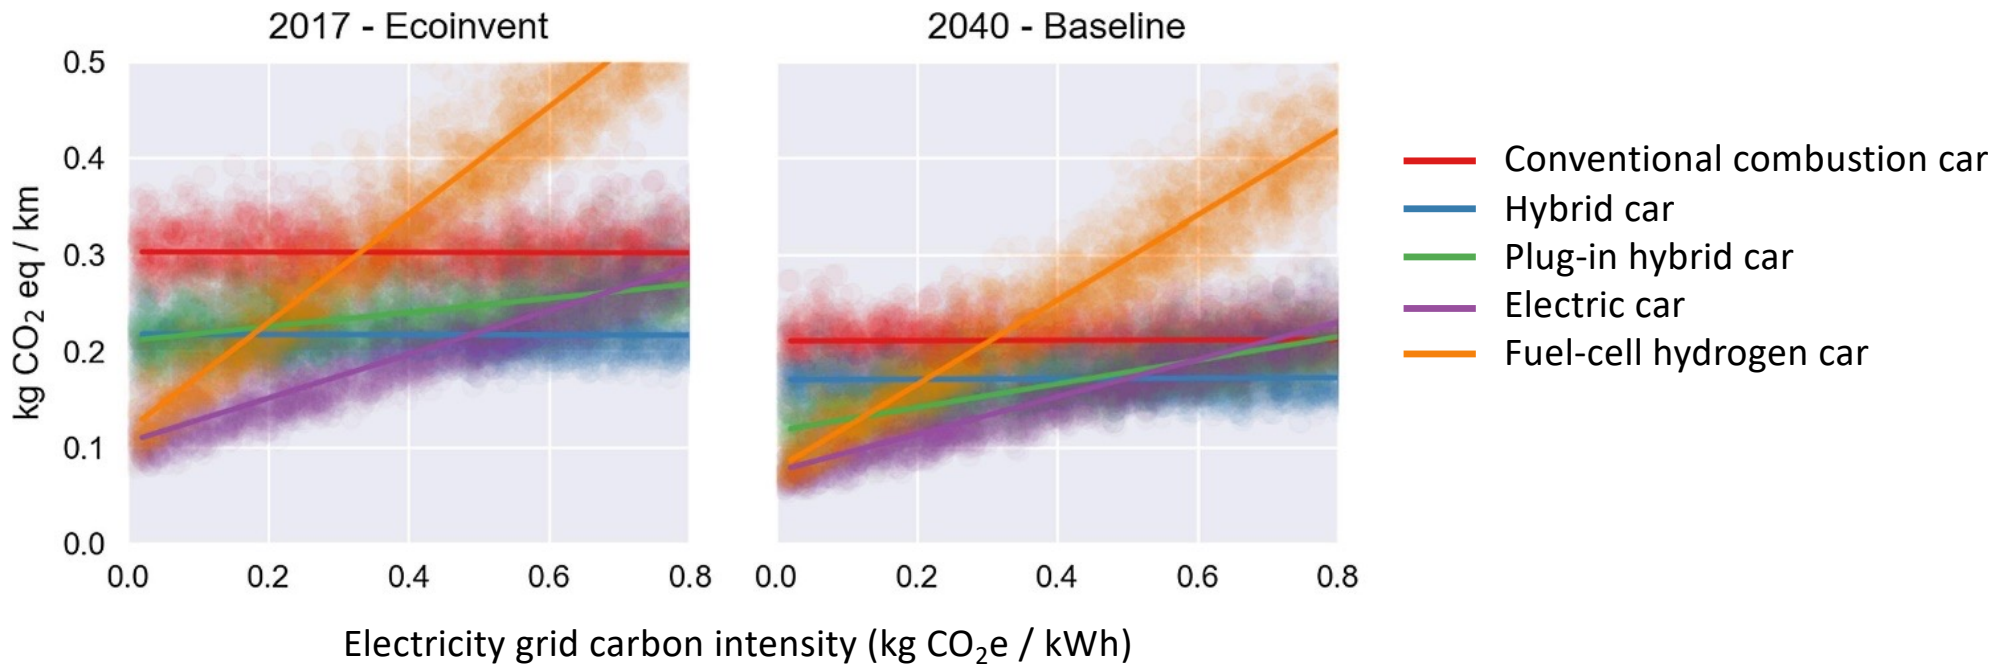 2017 - Ecoinvent
2040 - Baseline
kg CO₂ eq / km
0.5
0.4
0.3
0.2
0.1
0.0
0.0 0.2 0.4 0.6 0.8
0.0 0.2 0.4 0.6 0.8
Electricity grid carbon intensity (kg CO₂e / kWh)
Conventional combustion car
Hybrid car
Plug-in hybrid car
Electric car
Fuel-cell hydrogen car